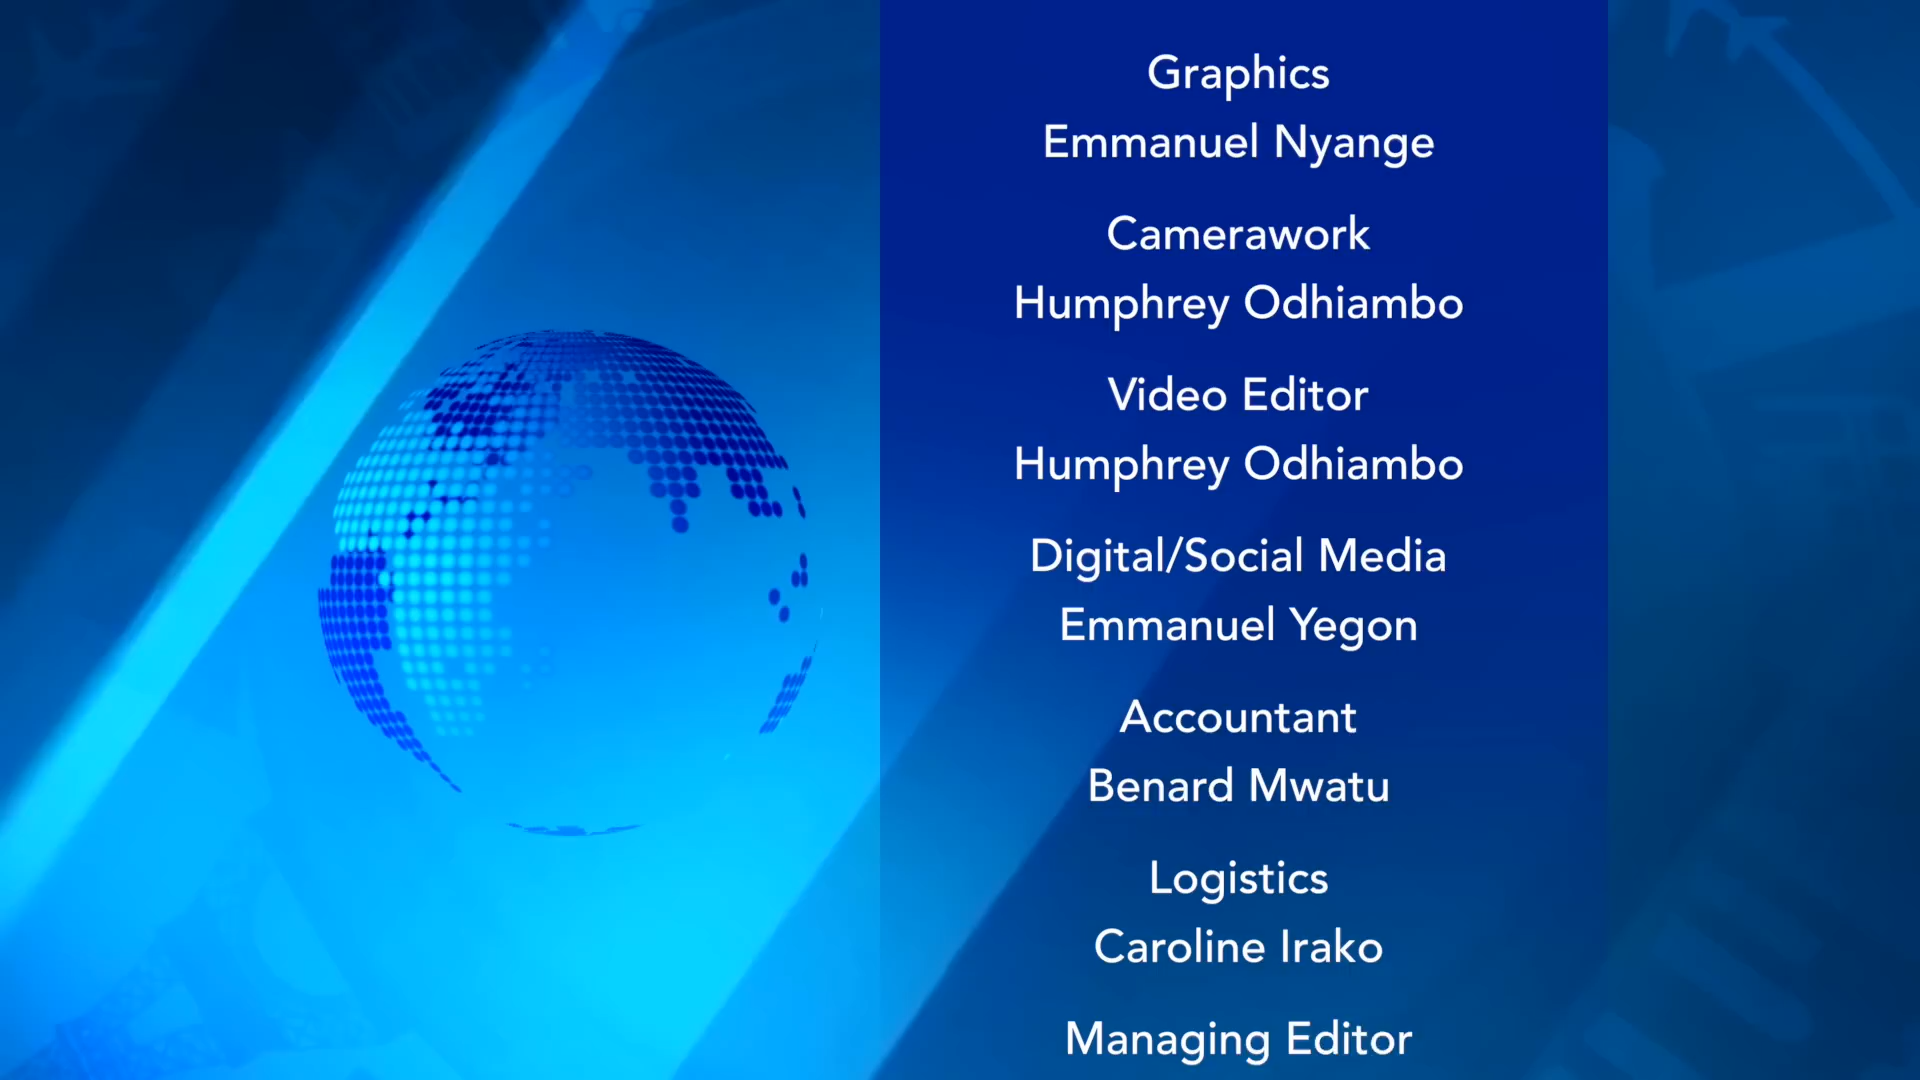 Graphics
Emmanuel Nyange
Camerawork
Humphrey Odhiambo
Video Editor
Humphrey Odhiambo
Digital/Social Media
Emmanuel Yegon
Accountant
Benard Mwatu
Logistics
Caroline Irako
Managing Editor